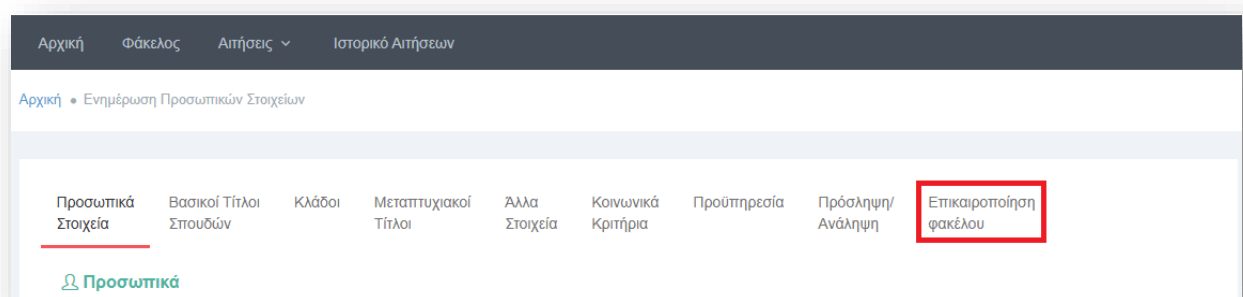 Αρχική Φάκελος Αιτήσεις Ιστορικό Αιτήσεων
Αρχική • Ενημέρωση Προσωπικών Στοιχείων
Προσωπικά Στοιχεία
Βασικοί Τίτλοι Σπουδών
Κλάδοι
Μεταπτυχιακοί Τίτλοι
Άλλα Στοιχεία
Κοινωνικά Κριτήρια
Προϋπηρεσία
Πρόσληψη/ Ανάληψη
Επικαιροποίηση φακέλου
Προσωπικά